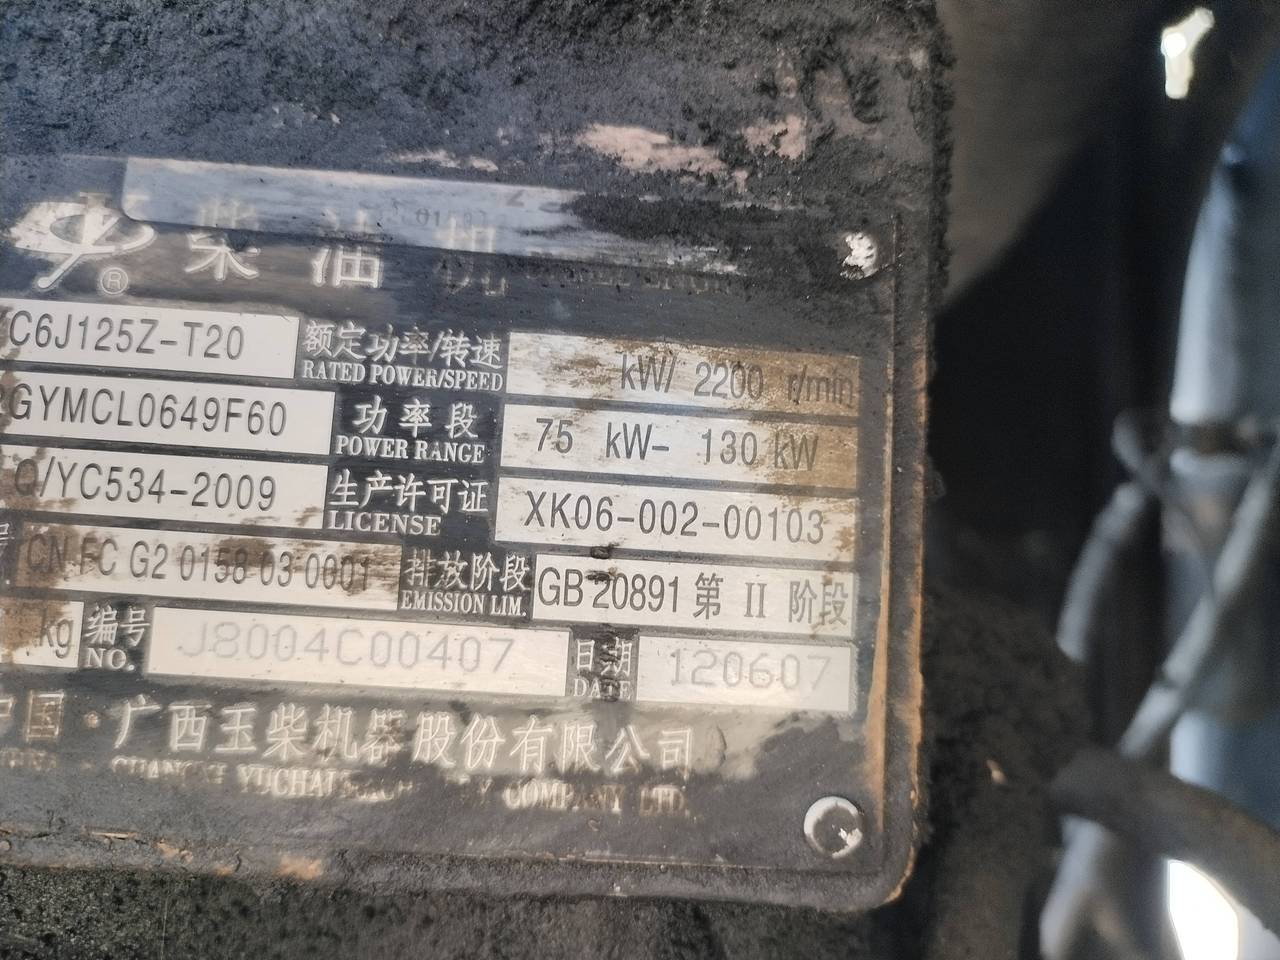 柴油机
®
C6J125Z-T20 额定功率/转速 kW/ 2200 r/min
RATED POWER/SPEED
GYMCL0649F60 功率段 75 kW- 130 kW
POWER RANGE
Q/YC534-2009 生产许可证 XK06-002-00103
LICENSE
CN FC G2 0158 03 0001 排放阶段 GB 20891 第 II 阶段
EMISSION LIM.
kg 编号 J8004C00407 日期 120607
NO. DATE
中国·广西玉柴机器股份有限公司
GUANGXI YUCHAI MACHINERY COMPANY LTD.